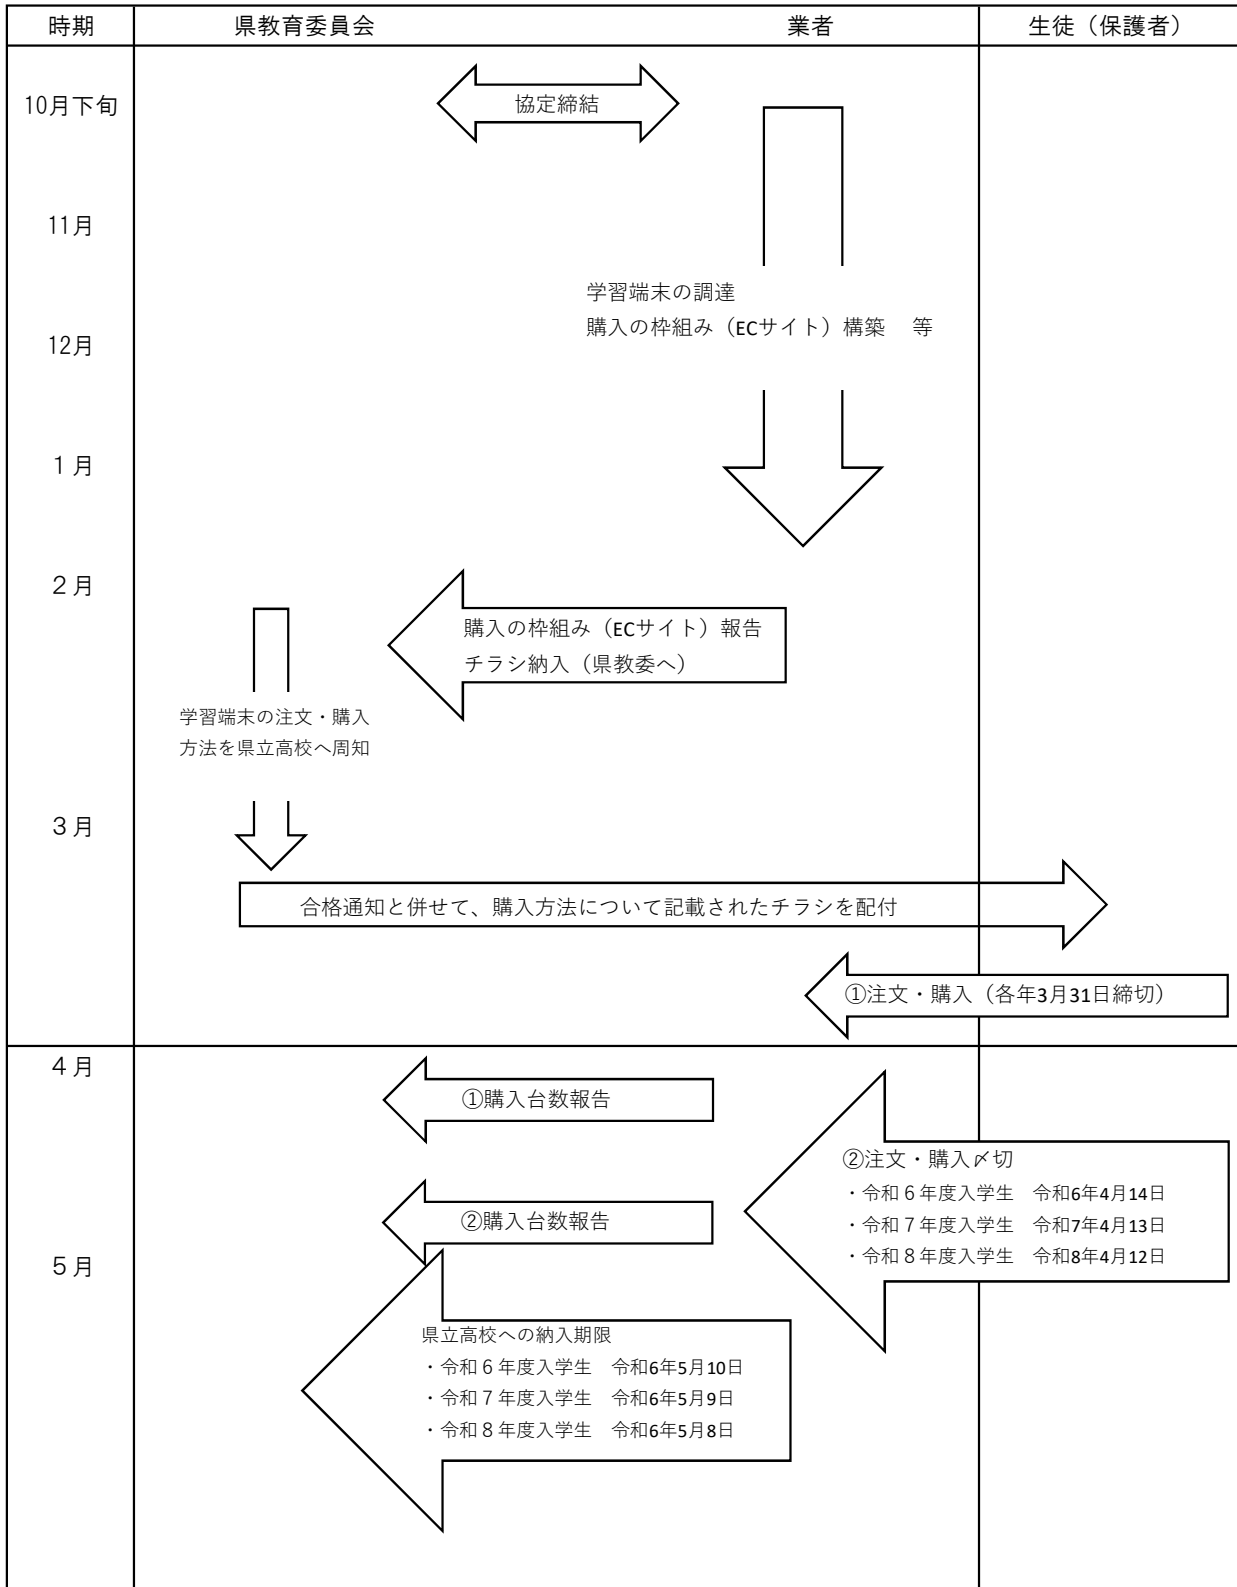 時期
県教育委員会
業者
生徒（保護者）
10月下旬
協定締結
11月
学習端末の調達
購入の枠組み（ECサイト）構築　等
12月
１月
２月
購入の枠組み（ECサイト）報告
チラシ納入（県教委へ）
学習端末の注文・購入
方法を県立高校へ周知
３月
合格通知と併せて、購入方法について記載されたチラシを配付
①注文・購入（各年3月31日締切）
４月
①購入台数報告
②注文・購入〆切
・令和６年度入学生　令和6年4月14日
・令和７年度入学生　令和7年4月13日
・令和８年度入学生　令和8年4月12日
②購入台数報告
５月
県立高校への納入期限
・令和６年度入学生　令和6年5月10日
・令和７年度入学生　令和6年5月9日
・令和８年度入学生　令和6年5月8日